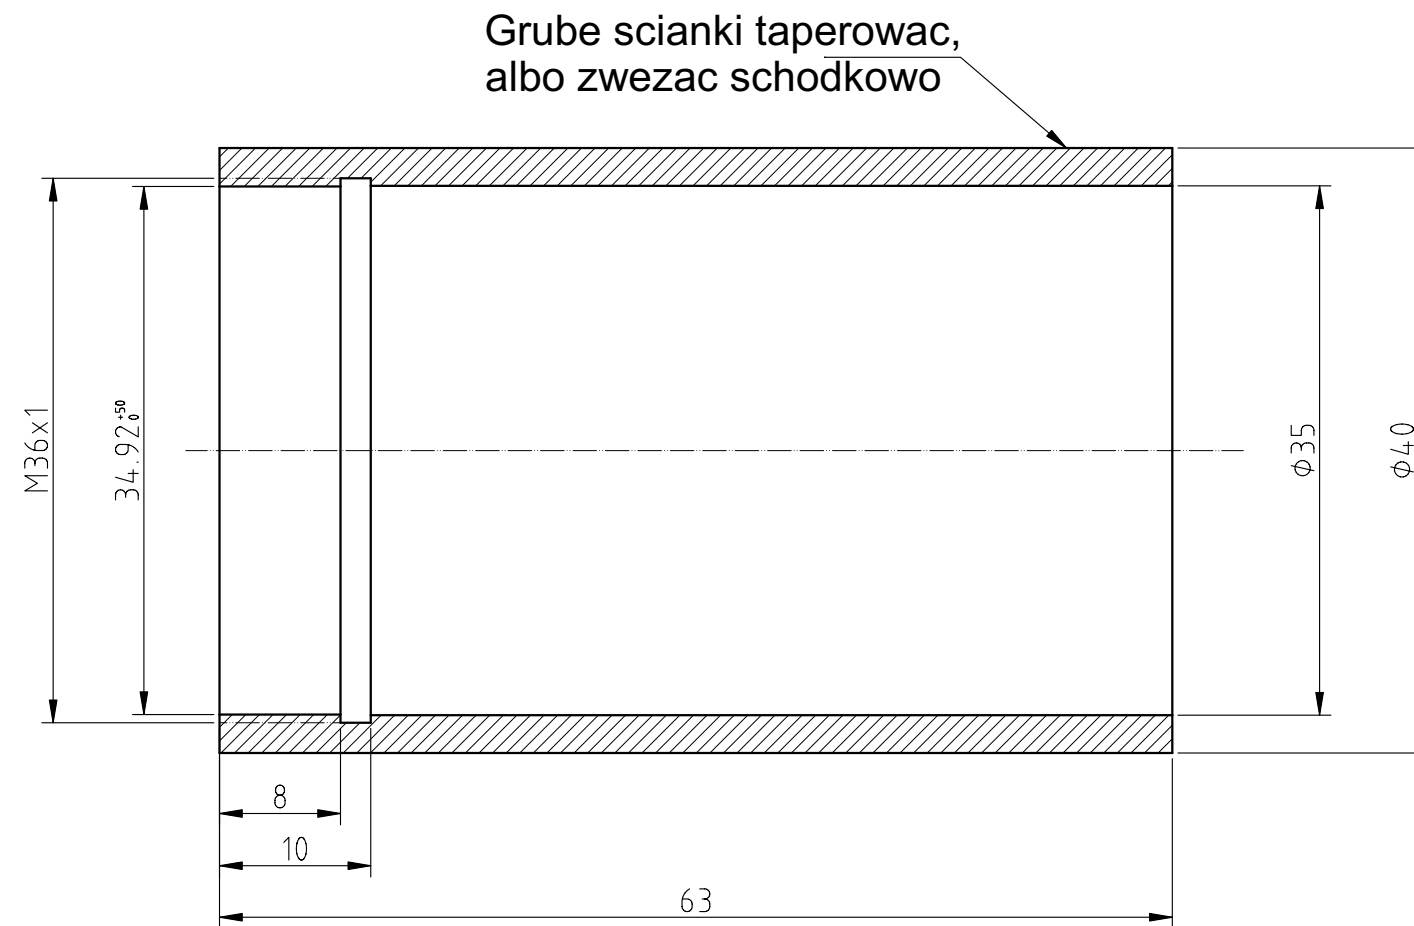 Grube scianki taperowac,
albo zwezac schodkowo
M36x1
34.92 +50 0
ϕ35
ϕ40
8
10
63